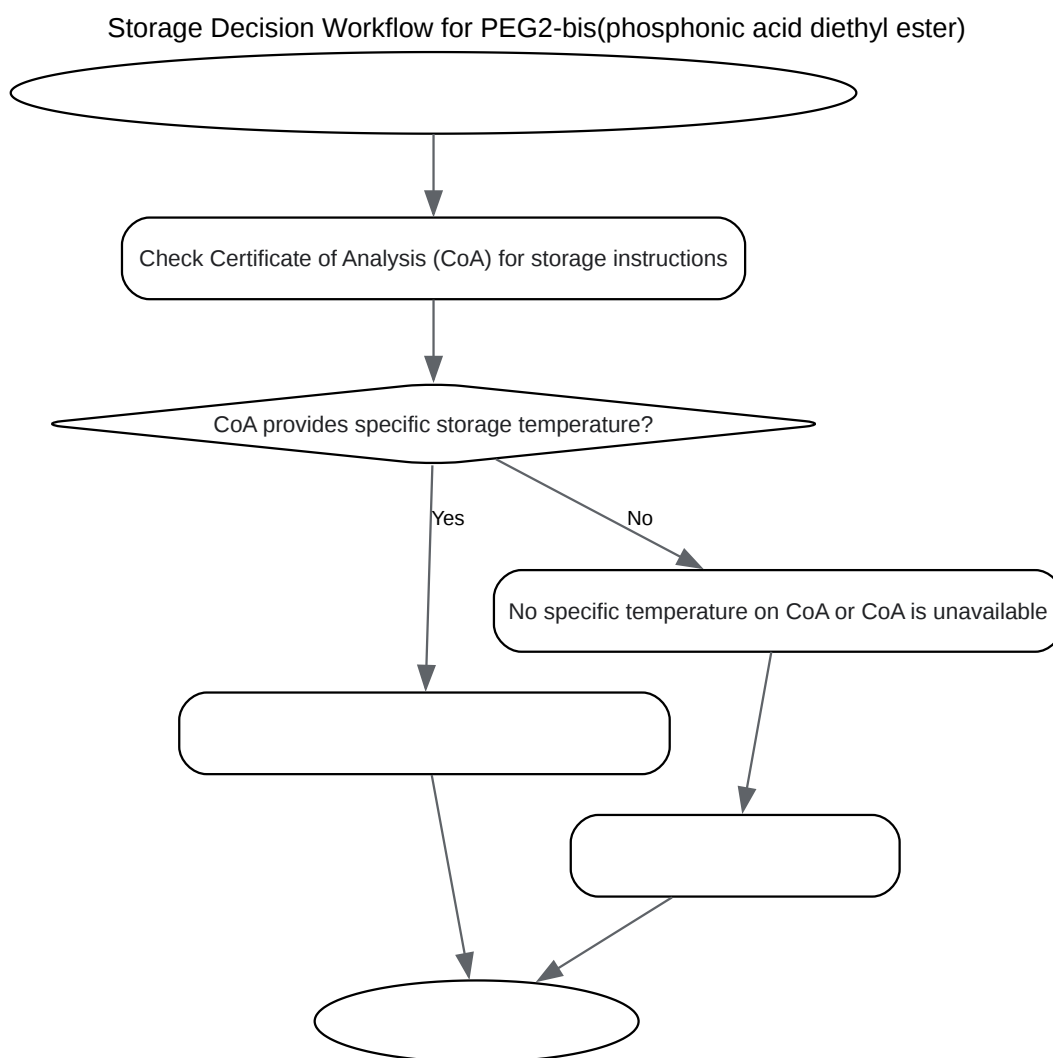 Storage Decision Workflow for PEG2-bis(phosphonic acid diethyl ester)
Check Certificate of Analysis (CoA) for storage instructions
CoA provides specific storage temperature?
Yes
No
No specific temperature on CoA or CoA is unavailable